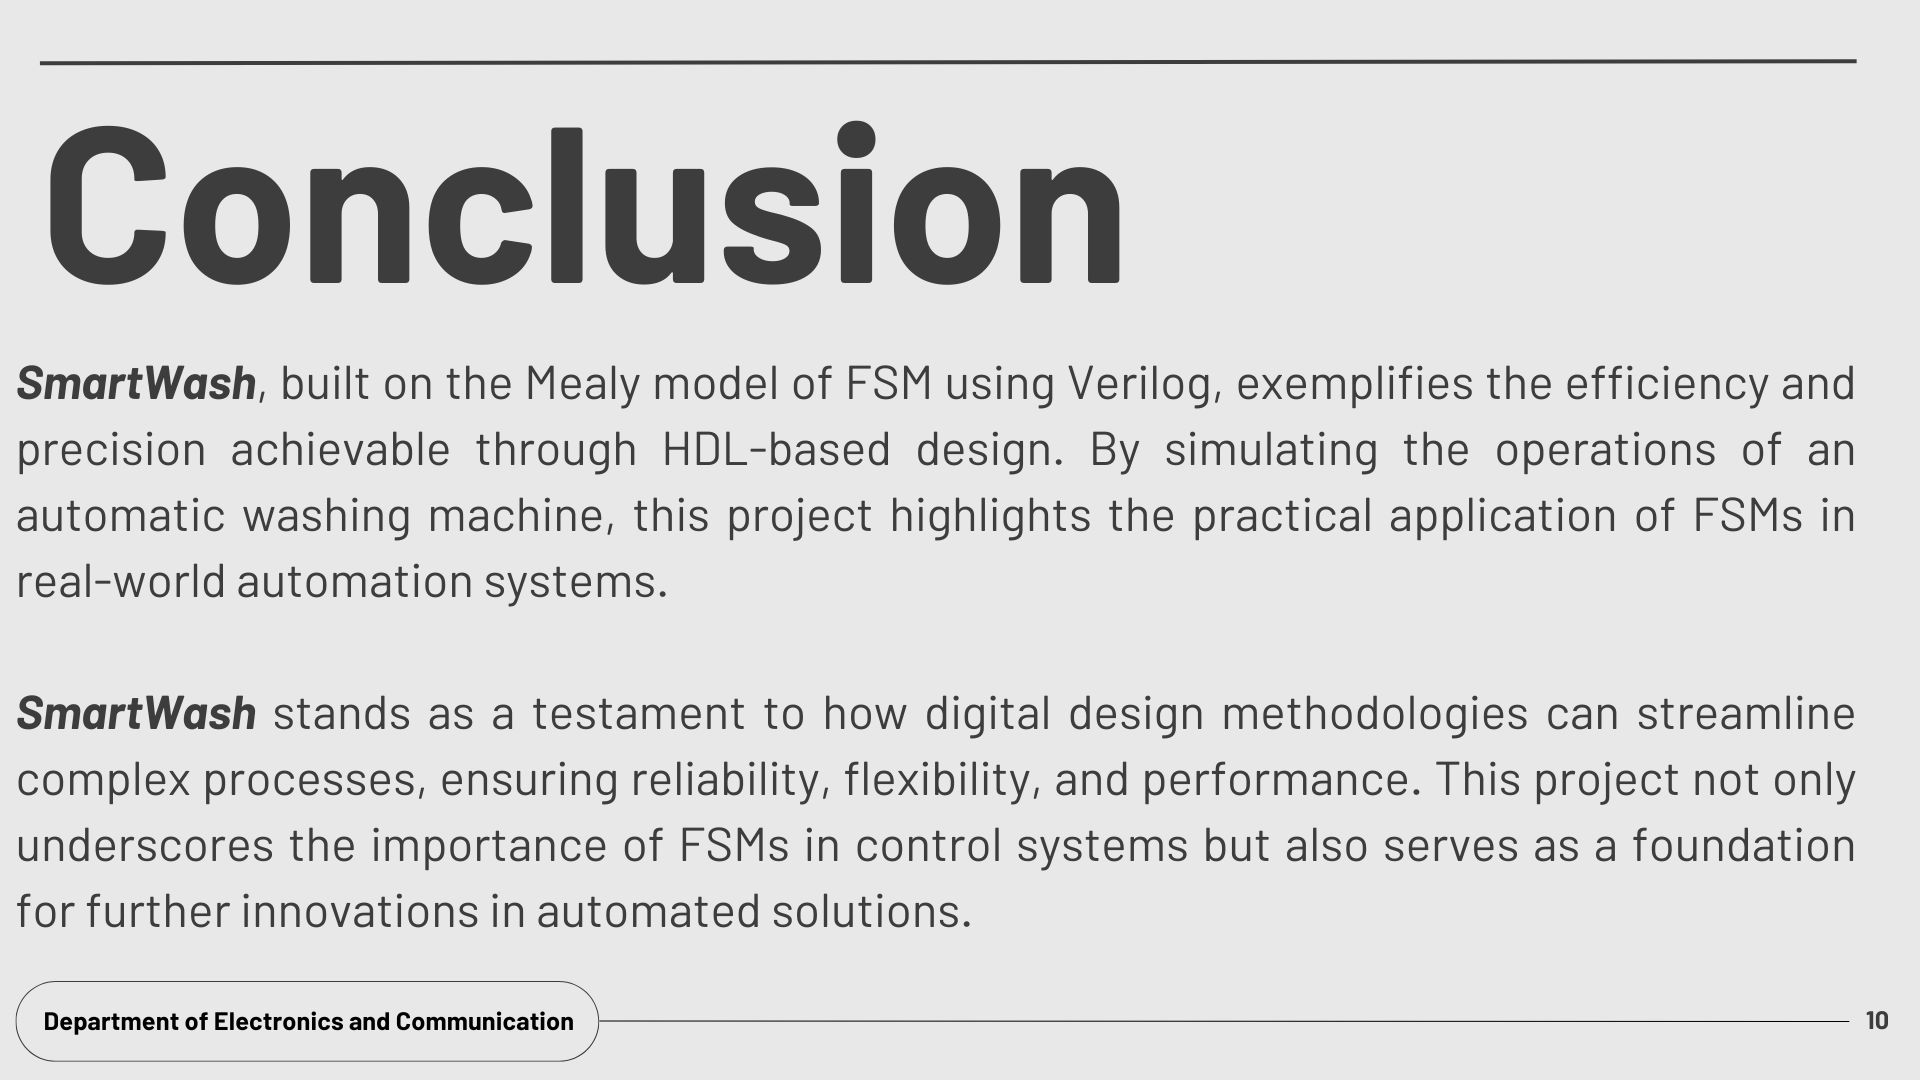 Conclusion
SmartWash, built on the Mealy model of FSM using Verilog, exemplifies the efficiency and
precision achievable through HDL-based design. By simulating the operations of an
automatic washing machine, this project highlights the practical application of FSMs in
real-world automation systems.
SmartWash stands as a testament to how digital design methodologies can streamline
complex processes, ensuring reliability, flexibility, and performance. This project not only
underscores the importance of FSMs in control systems but also serves as a foundation
for further innovations in automated solutions.
Department of Electronics and Communication
10